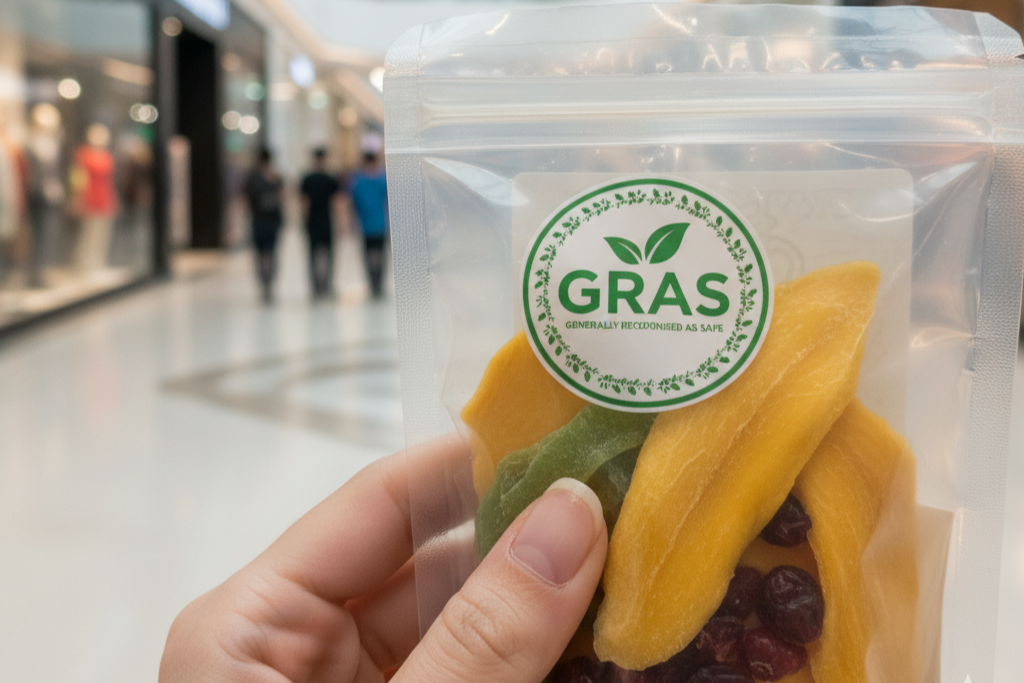 GRAS
GENERALLY RECOGNISED AS SAFE